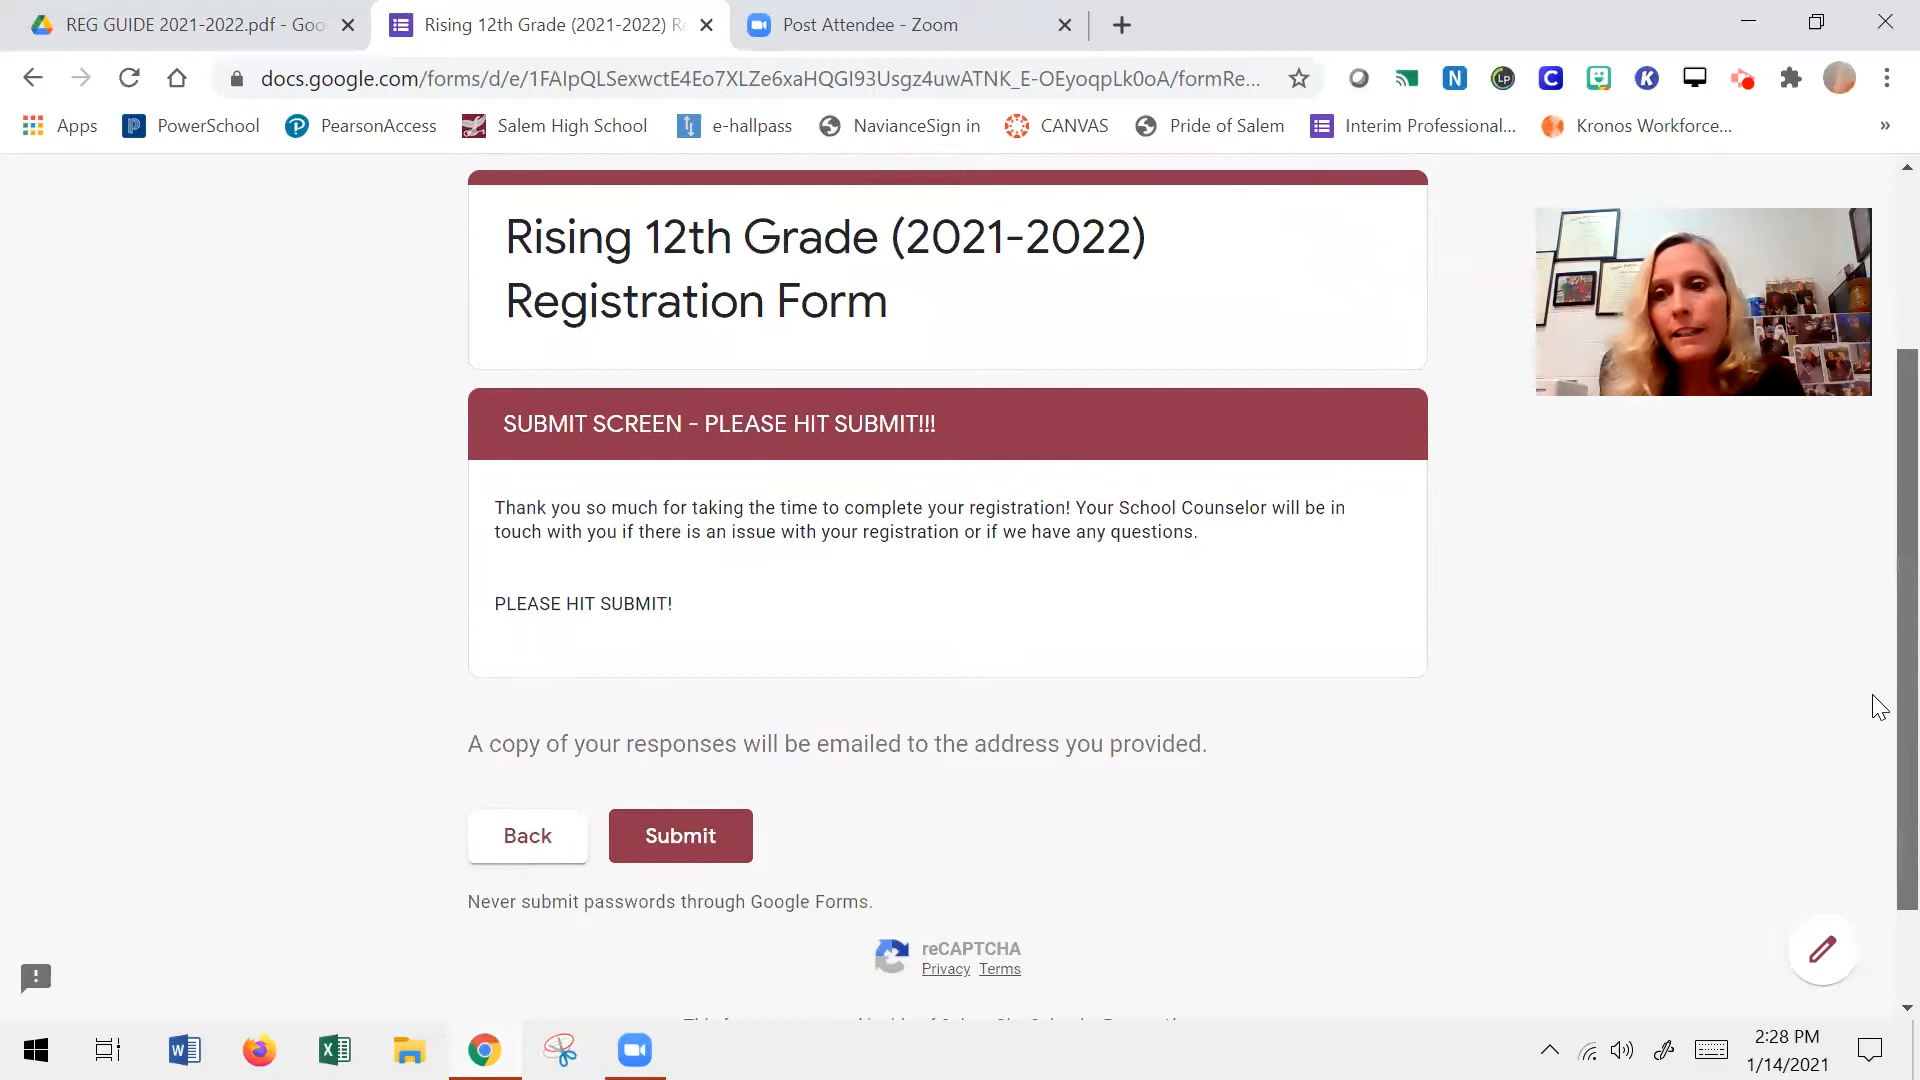 REG GUIDE 2021-2022.pdf - Goo
Rising 12th Grade (2021-2022) R
Post Attendee - Zoom
docs.google.com/forms/d/e/1FAIpQLSexwctE4Eo7XLZe6xaHQGI93Usgz4uwATNK_E-OEyoqpLk0oA/formRe...
Apps
PowerSchool
PearsonAccess
Salem High School
e-hallpass
NavianceSign in
CANVAS
Pride of Salem
Interim Professional...
Kronos Workforce...
»
Rising 12th Grade (2021-2022)
Registration Form
SUBMIT SCREEN - PLEASE HIT SUBMIT!!!
Thank you so much for taking the time to complete your registration! Your School Counselor will be in
touch with you if there is an issue with your registration or if we have any questions.
PLEASE HIT SUBMIT!
A copy of your responses will be emailed to the address you provided.
Back
Submit
Never submit passwords through Google Forms.
reCAPTCHA
Privacy Terms
2:28 PM
1/14/2021